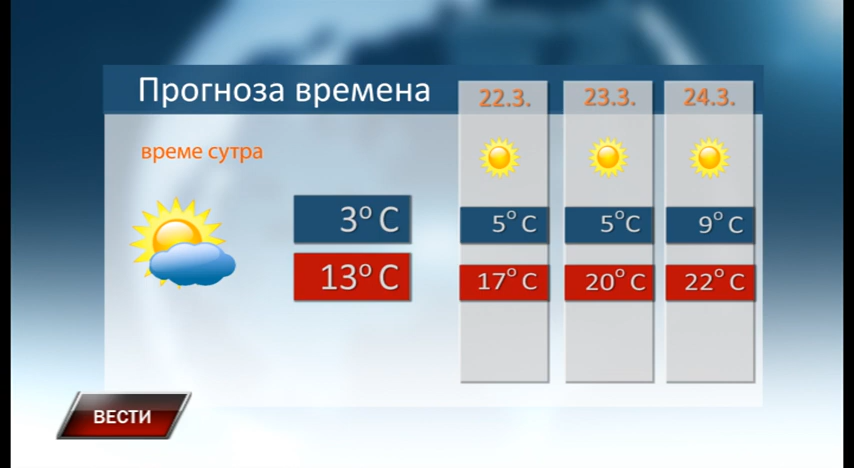 Прогноза времена
време сутра
3° C
13° C
22.3.
5° C
17° C
23.3.
5°C
20° C
24.3.
9° C
22° C
ВЕСТИ